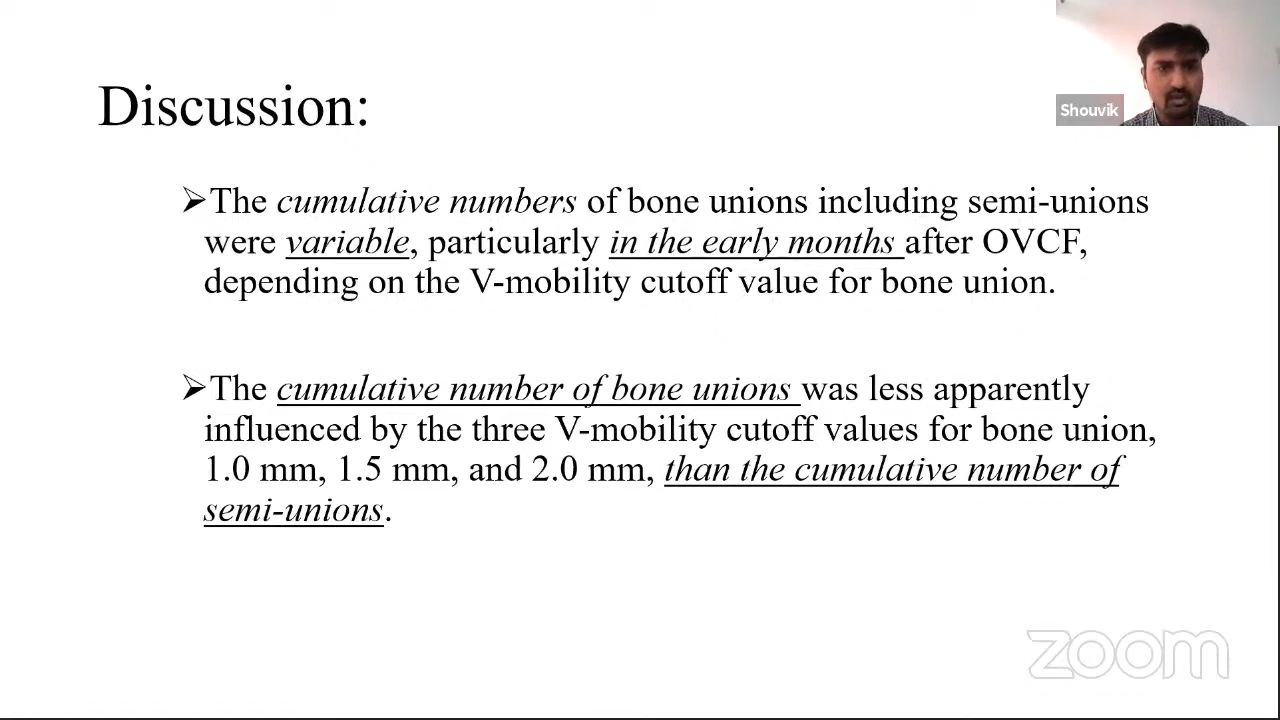 Shouvik
Discussion:
➢The cumulative numbers of bone unions including semi-unions
were variable, particularly in the early months after OVCF,
depending on the V-mobility cutoff value for bone union.
➢The cumulative number of bone unions was less apparently
influenced by the three V-mobility cutoff values for bone union,
1.0 mm, 1.5 mm, and 2.0 mm, than the cumulative number of
semi-unions.
zoom